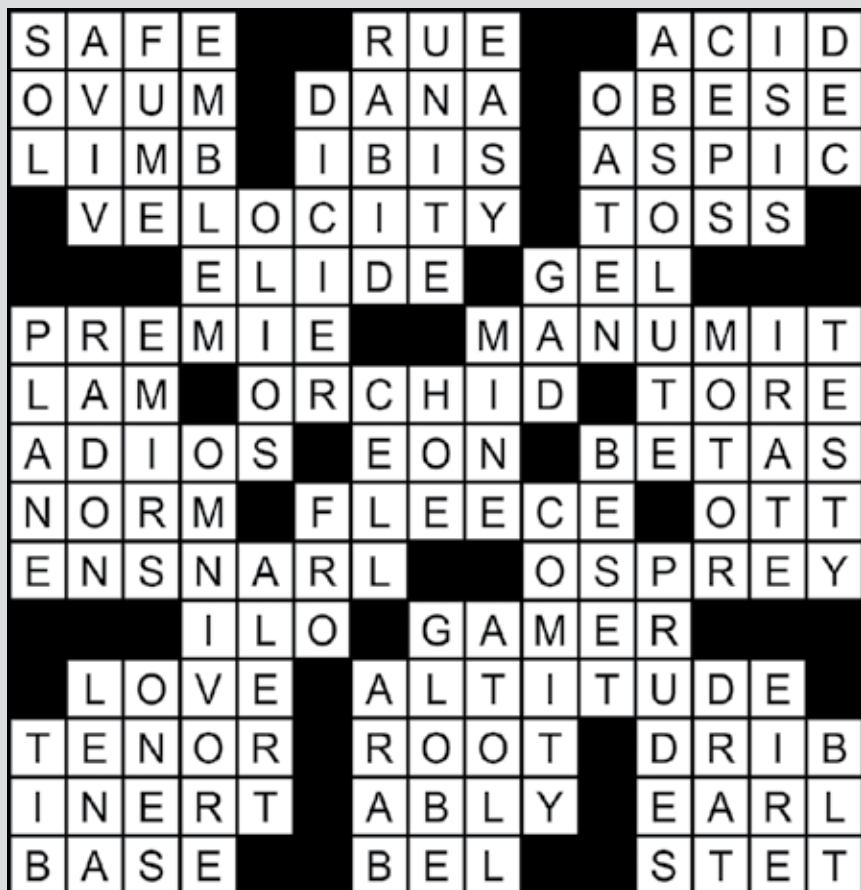 SAFE RUE ACID
OVUM DANA OBESE
LIMB IBIS ASPIC
VELOCITY TOSS
ELIDE GEL
PREMIE MANUMIT
LAM ORCHID TORE
ADIOS EON BETAS
NORM FLEECE OTT
ENSNARL OSPREY
ILO GAMER
LOVE ALTITUDE
TENOR ROOT DRIB
INERT ABLY EARL
BASE BEL STET